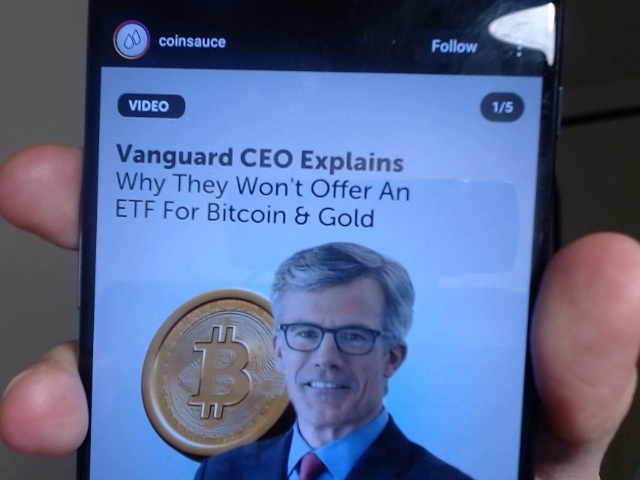 coinsauce
Follow
VIDEO
1/5
Vanguard CEO Explains
Why They Won't Offer An
ETF For Bitcoin & Gold